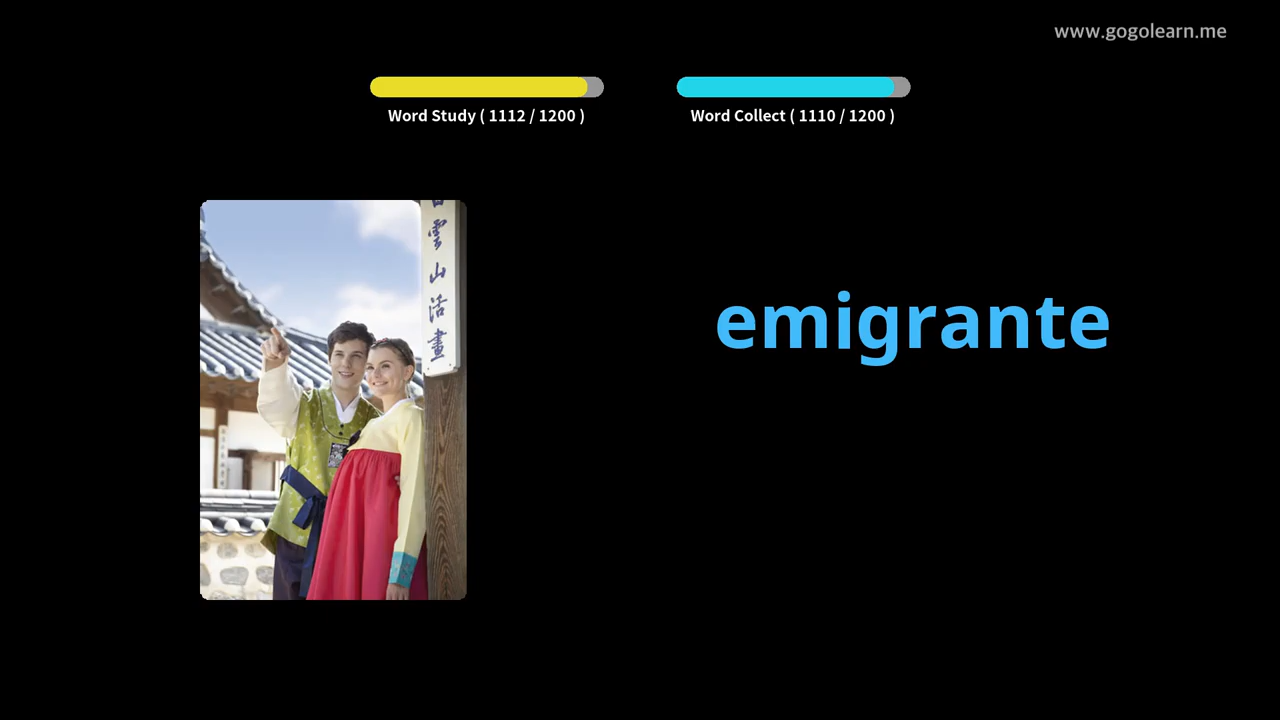 www.gogolearn.me
Word Study ( 1112 / 1200 )
Word Collect ( 1110 / 1200 )
emigrante
雲
山
活
畫